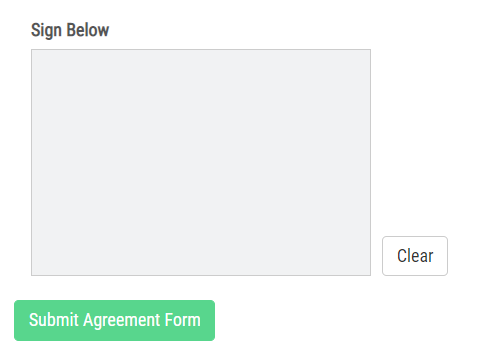 Sign Below
Clear
Submit Agreement Form